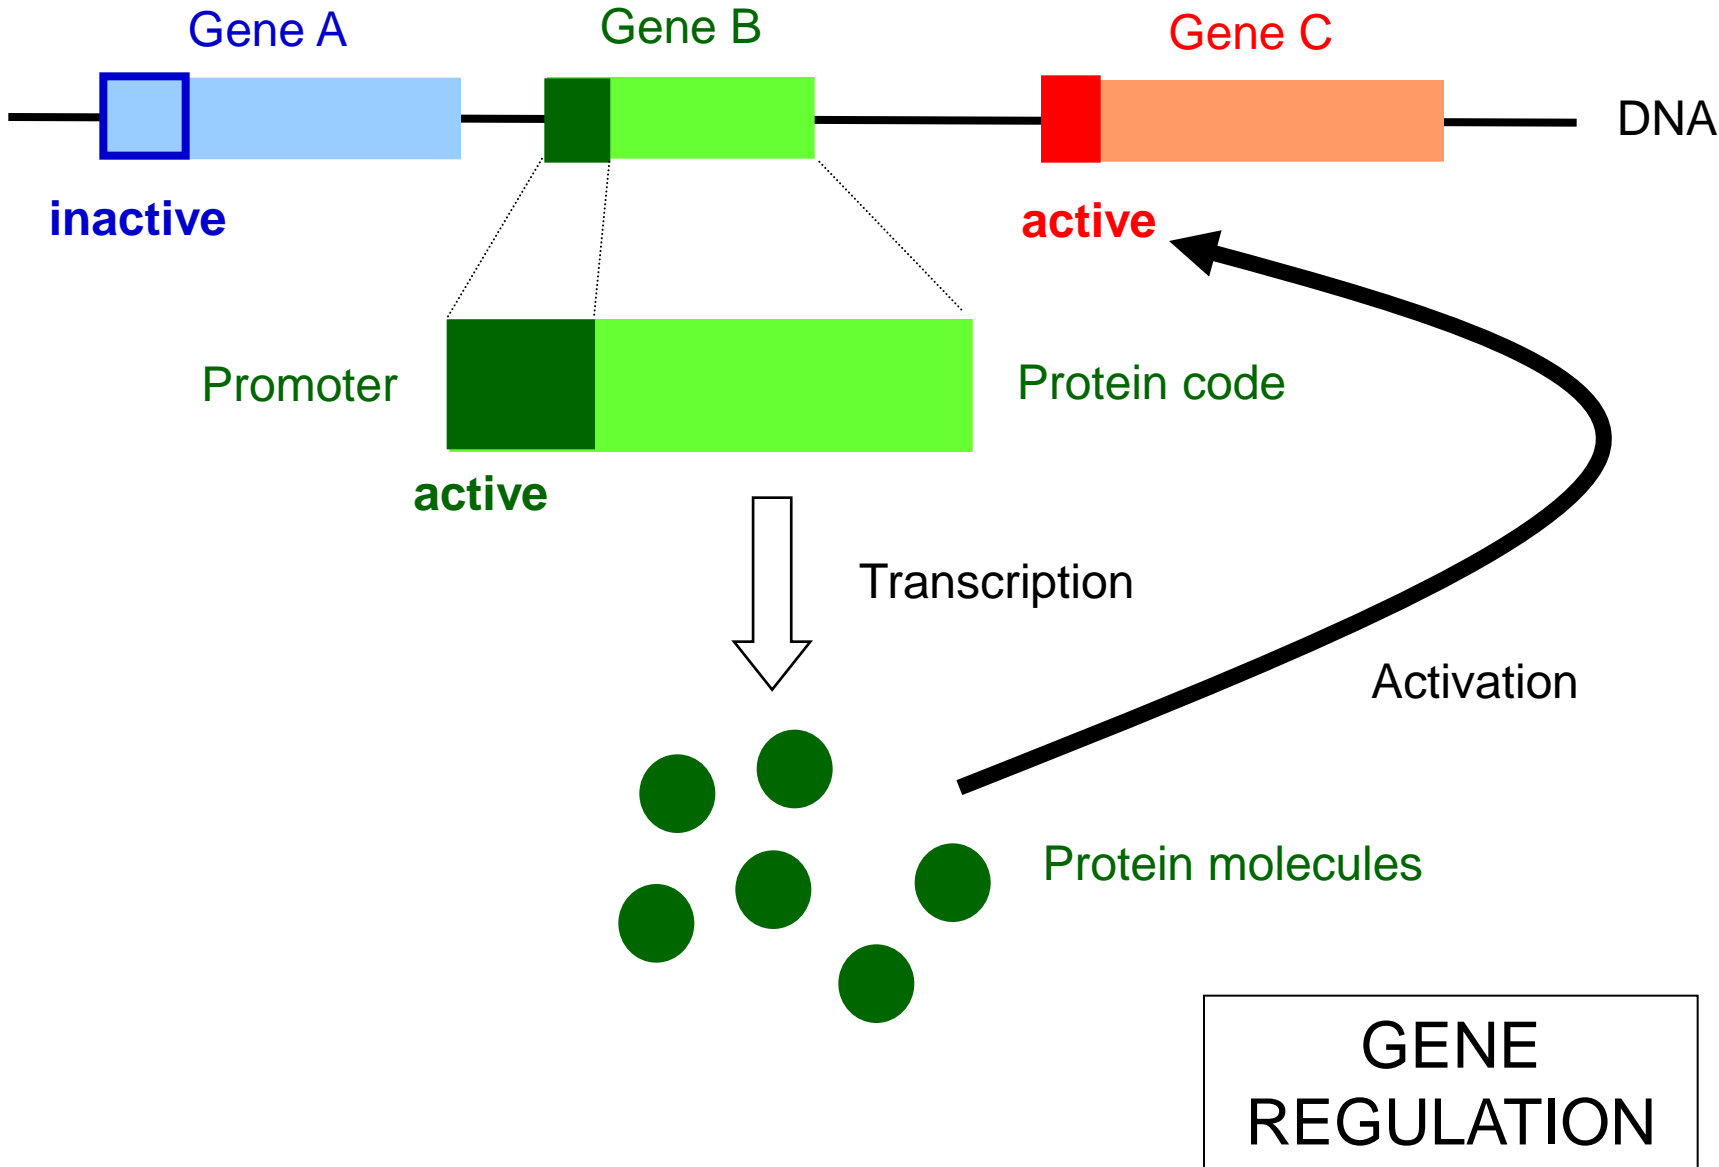 Gene A
Gene B
Gene C
DNA
inactive
active
Promoter
Protein code
active
Transcription
Activation
Protein molecules
GENE
REGULATION